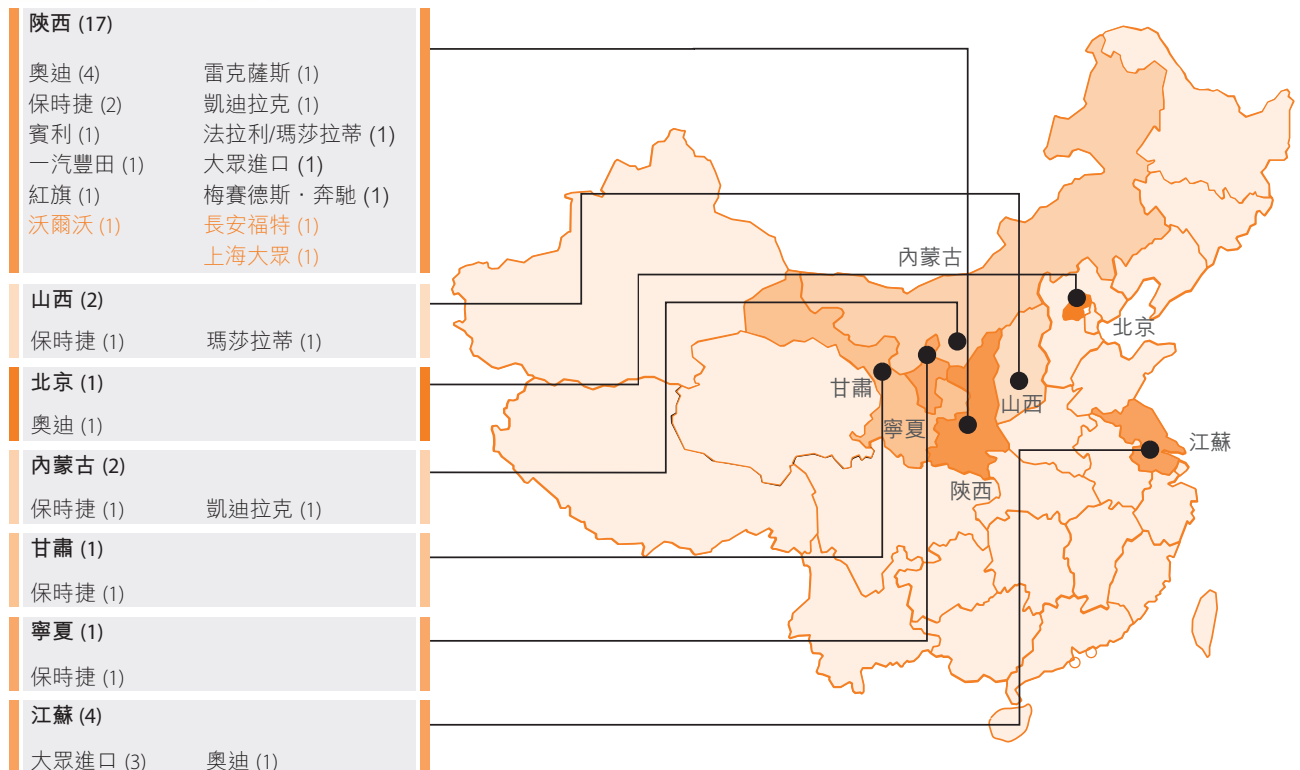 陝西 (17)
奧迪 (4) 雷克薩斯 (1)
保時捷 (2) 凱迪拉克 (1)
賓利 (1) 法拉利/瑪莎拉蒂 (1)
一汽豐田 (1) 大眾進口 (1)
紅旗 (1) 梅賽德斯‧奔馳 (1)
沃爾沃 (1) 長安福特 (1)
上海大眾 (1)
山西 (2)
保時捷 (1) 瑪莎拉蒂 (1)
北京 (1)
奧迪 (1)
內蒙古 (2)
保時捷 (1) 凱迪拉克 (1)
甘肅 (1)
保時捷 (1)
寧夏 (1)
保時捷 (1)
江蘇 (4)
大眾進口 (3) 奧迪 (1)
內蒙古
北京
甘肅
山西
寧夏
江蘇
陝西